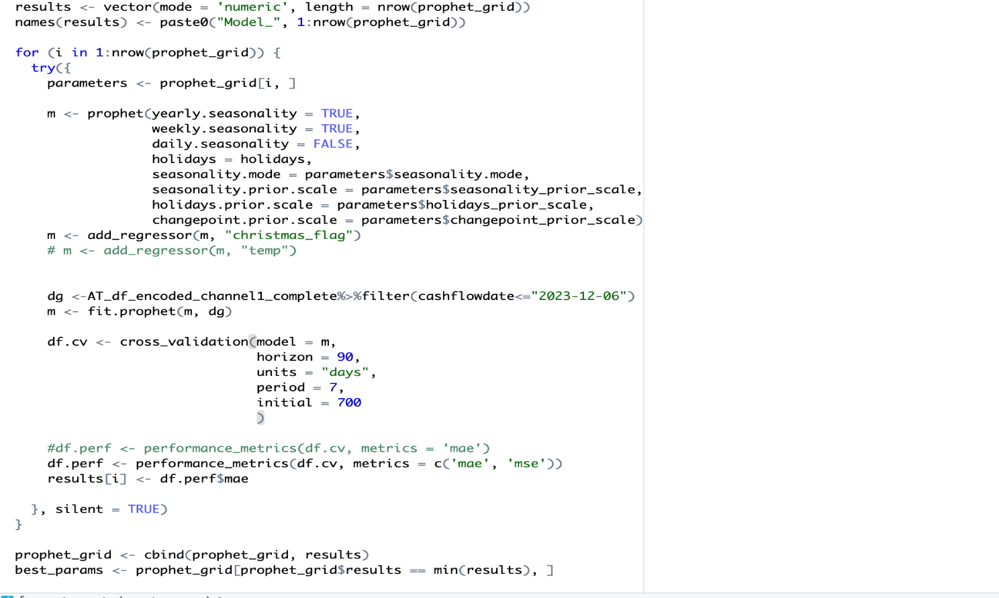 results <- vector(mode = 'numeric', length = nrow(prophet_grid))
names(results) <- paste0("Model_", 1:nrow(prophet_grid))
for (i in 1:nrow(prophet_grid)) {
  try({
    parameters <- prophet_grid[i, ]
    m <- prophet(yearly.seasonality = TRUE,
                 weekly.seasonality = TRUE,
                 daily.seasonality = FALSE,
                 holidays = holidays,
                 seasonality.mode = parameters$seasonality.mode,
                 seasonality.prior.scale = parameters$seasonality_prior_scale,
                 holidays.prior.scale = parameters$holidays_prior_scale,
                 changepoint.prior.scale = parameters$changepoint_prior_scale)
    m <- add_regressor(m, "christmas_flag")
    # m <- add_regressor(m, "temp")
    dg <-AT_df_encoded_channel1_complete%>%filter(cashflowdate<="2023-12-06")
    m <- fit.prophet(m, dg)
    df.cv <- cross_validation(model = m,
                              horizon = 90,
                              units = "days",
                              period = 7,
                              initial = 700
                              )
    #df.perf <- performance_metrics(df.cv, metrics = 'mae')
    df.perf <- performance_metrics(df.cv, metrics = c('mae', 'mse'))
    results[i] <- df.perf$mae
  }, silent = TRUE)
}
prophet_grid <- cbind(prophet_grid, results)
best_params <- prophet_grid[prophet_grid$results == min(results), ]